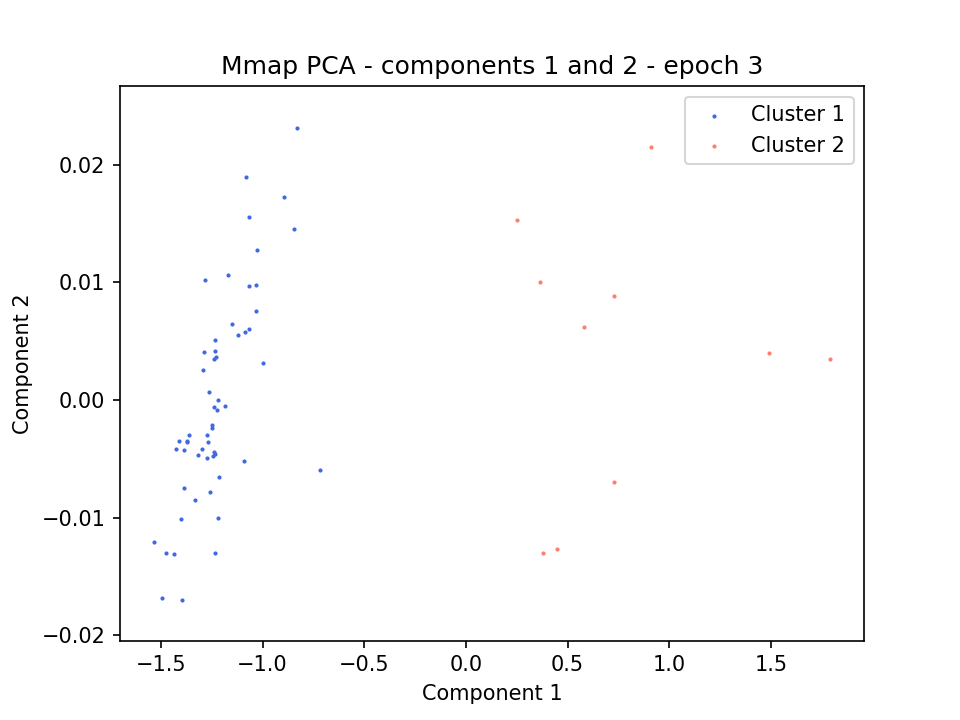 Mmap PCA - components 1 and 2 - epoch 3
Cluster 1
Cluster 2
0.02
0.01
0.00
−0.01
−0.02
Component 2
−1.5 −1.0 −0.5 0.0 0.5 1.0 1.5
Component 1